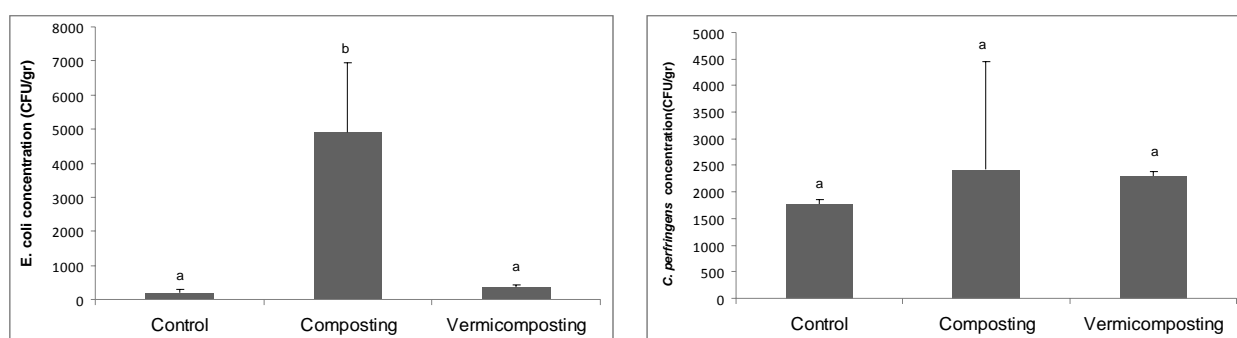 E. coli concentration (CFU/gr)
8000
7000
6000
5000
4000
3000
2000
1000
0
a
b
a
Control Composting Vermicomposting
C. perfringens concentration(CFU/gr)
5000
4500
4000
3500
3000
2500
2000
1500
1000
500
0
a
a
a
Control Composting Vermicomposting